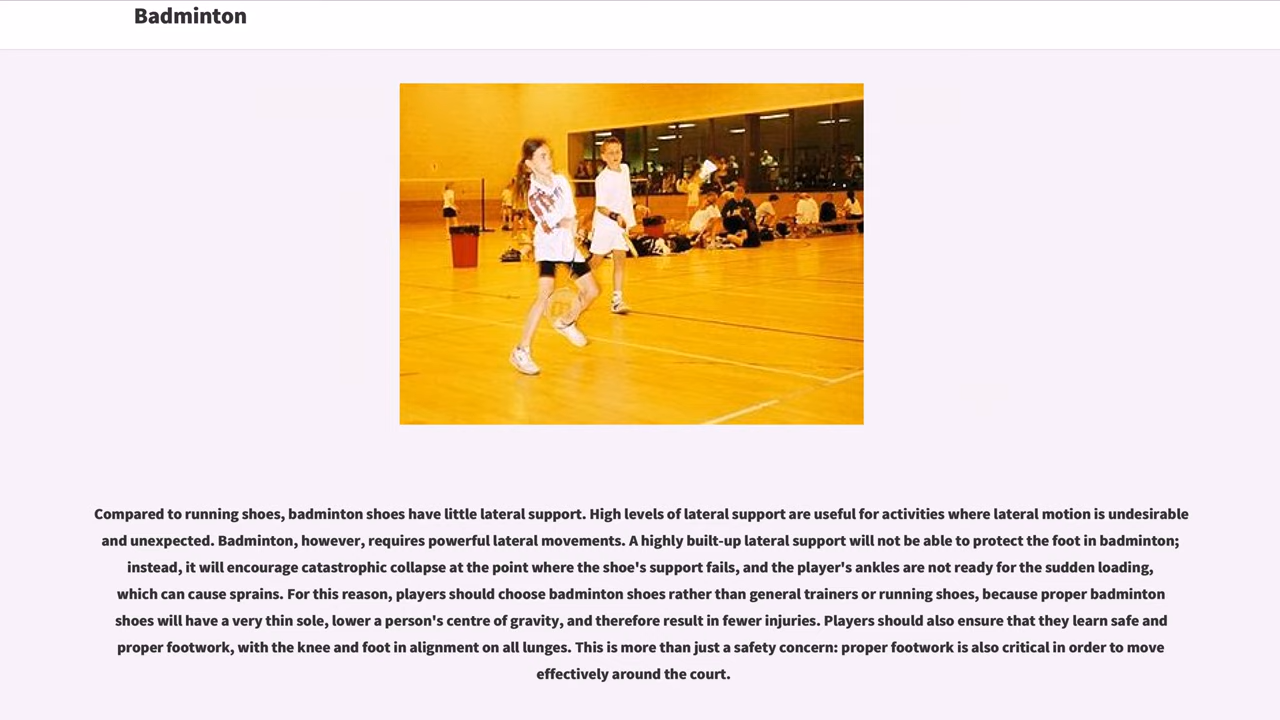 Badminton
Compared to running shoes, badminton shoes have little lateral support. High levels of lateral support are useful for activities where lateral motion is undesirable
and unexpected. Badminton, however, requires powerful lateral movements. A highly built-up lateral support will not be able to protect the foot in badminton;
instead, it will encourage catastrophic collapse at the point where the shoe's support fails, and the player's ankles are not ready for the sudden loading,
which can cause sprains. For this reason, players should choose badminton shoes rather than general trainers or running shoes, because proper badminton
shoes will have a very thin sole, lower a person's centre of gravity, and therefore result in fewer injuries. Players should also ensure that they learn safe and
proper footwork, with the knee and foot in alignment on all lunges. This is more than just a safety concern: proper footwork is also critical in order to move
effectively around the court.